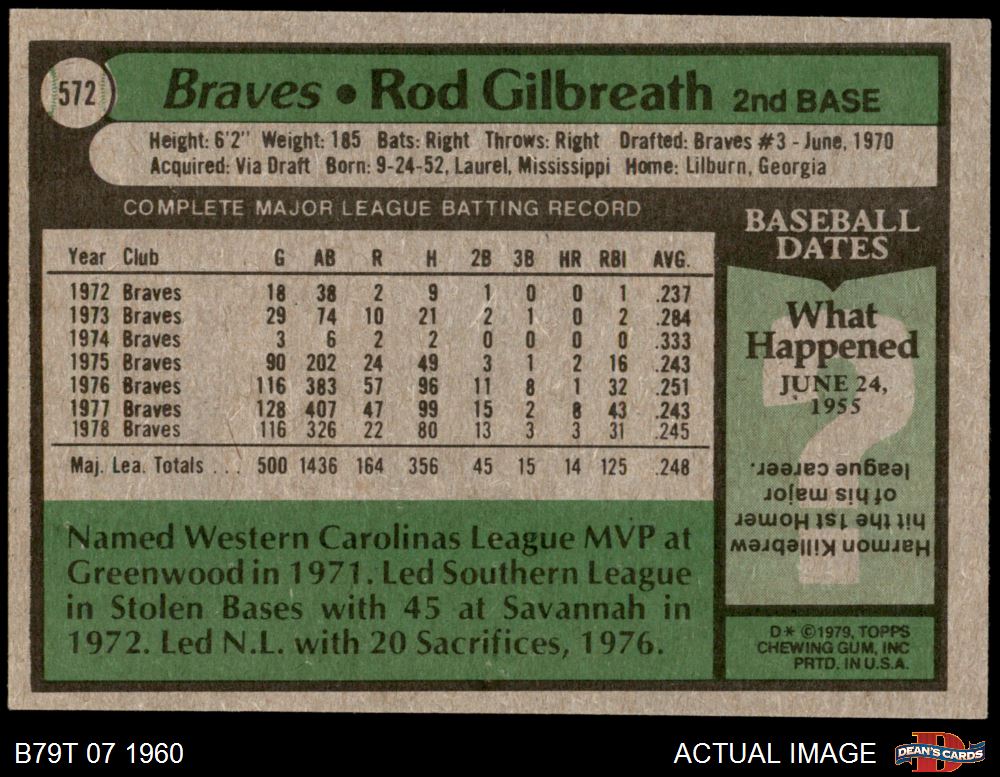 572
Braves • Rod Gilbreath 2nd BASE
Height: 6'2" Weight: 185 Bats: Right Throws: Right Drafted: Braves #3 - June, 1970
Acquired: Via Draft Born: 9-24-52, Laurel, Mississippi Home: Lilburn, Georgia
COMPLETE MAJOR LEAGUE BATTING RECORD
Year Club G AB R H 2B 3B HR RBI AVG.
1972 Braves 18 38 2 9 1 0 0 1 .237
1973 Braves 29 74 10 21 2 1 0 2 .284
1974 Braves 3 6 2 2 0 0 0 0 .333
1975 Braves 90 202 24 49 3 1 2 16 .243
1976 Braves 116 383 57 96 11 8 1 32 .251
1977 Braves 128 407 47 99 15 2 8 43 .243
1978 Braves 116 326 22 80 13 3 3 31 .245
Maj. Lea. Totals . . . 500 1436 164 356 45 15 14 125 .248
Named Western Carolinas League MVP at
Greenwood in 1971. Led Southern League
in Stolen Bases with 45 at Savannah in
1972. Led N.L. with 20 Sacrifices, 1976.
BASEBALL
DATES
What
Happened
JUNE 24,
1955
?
Harmon Killebrew
hit the 1st Homer
of his major
league career.
D* ©1979, TOPPS
CHEWING GUM, INC
PRTD. IN U.S.A.
B79T 07 1960
ACTUAL IMAGE
D
DEAN'S CARDS